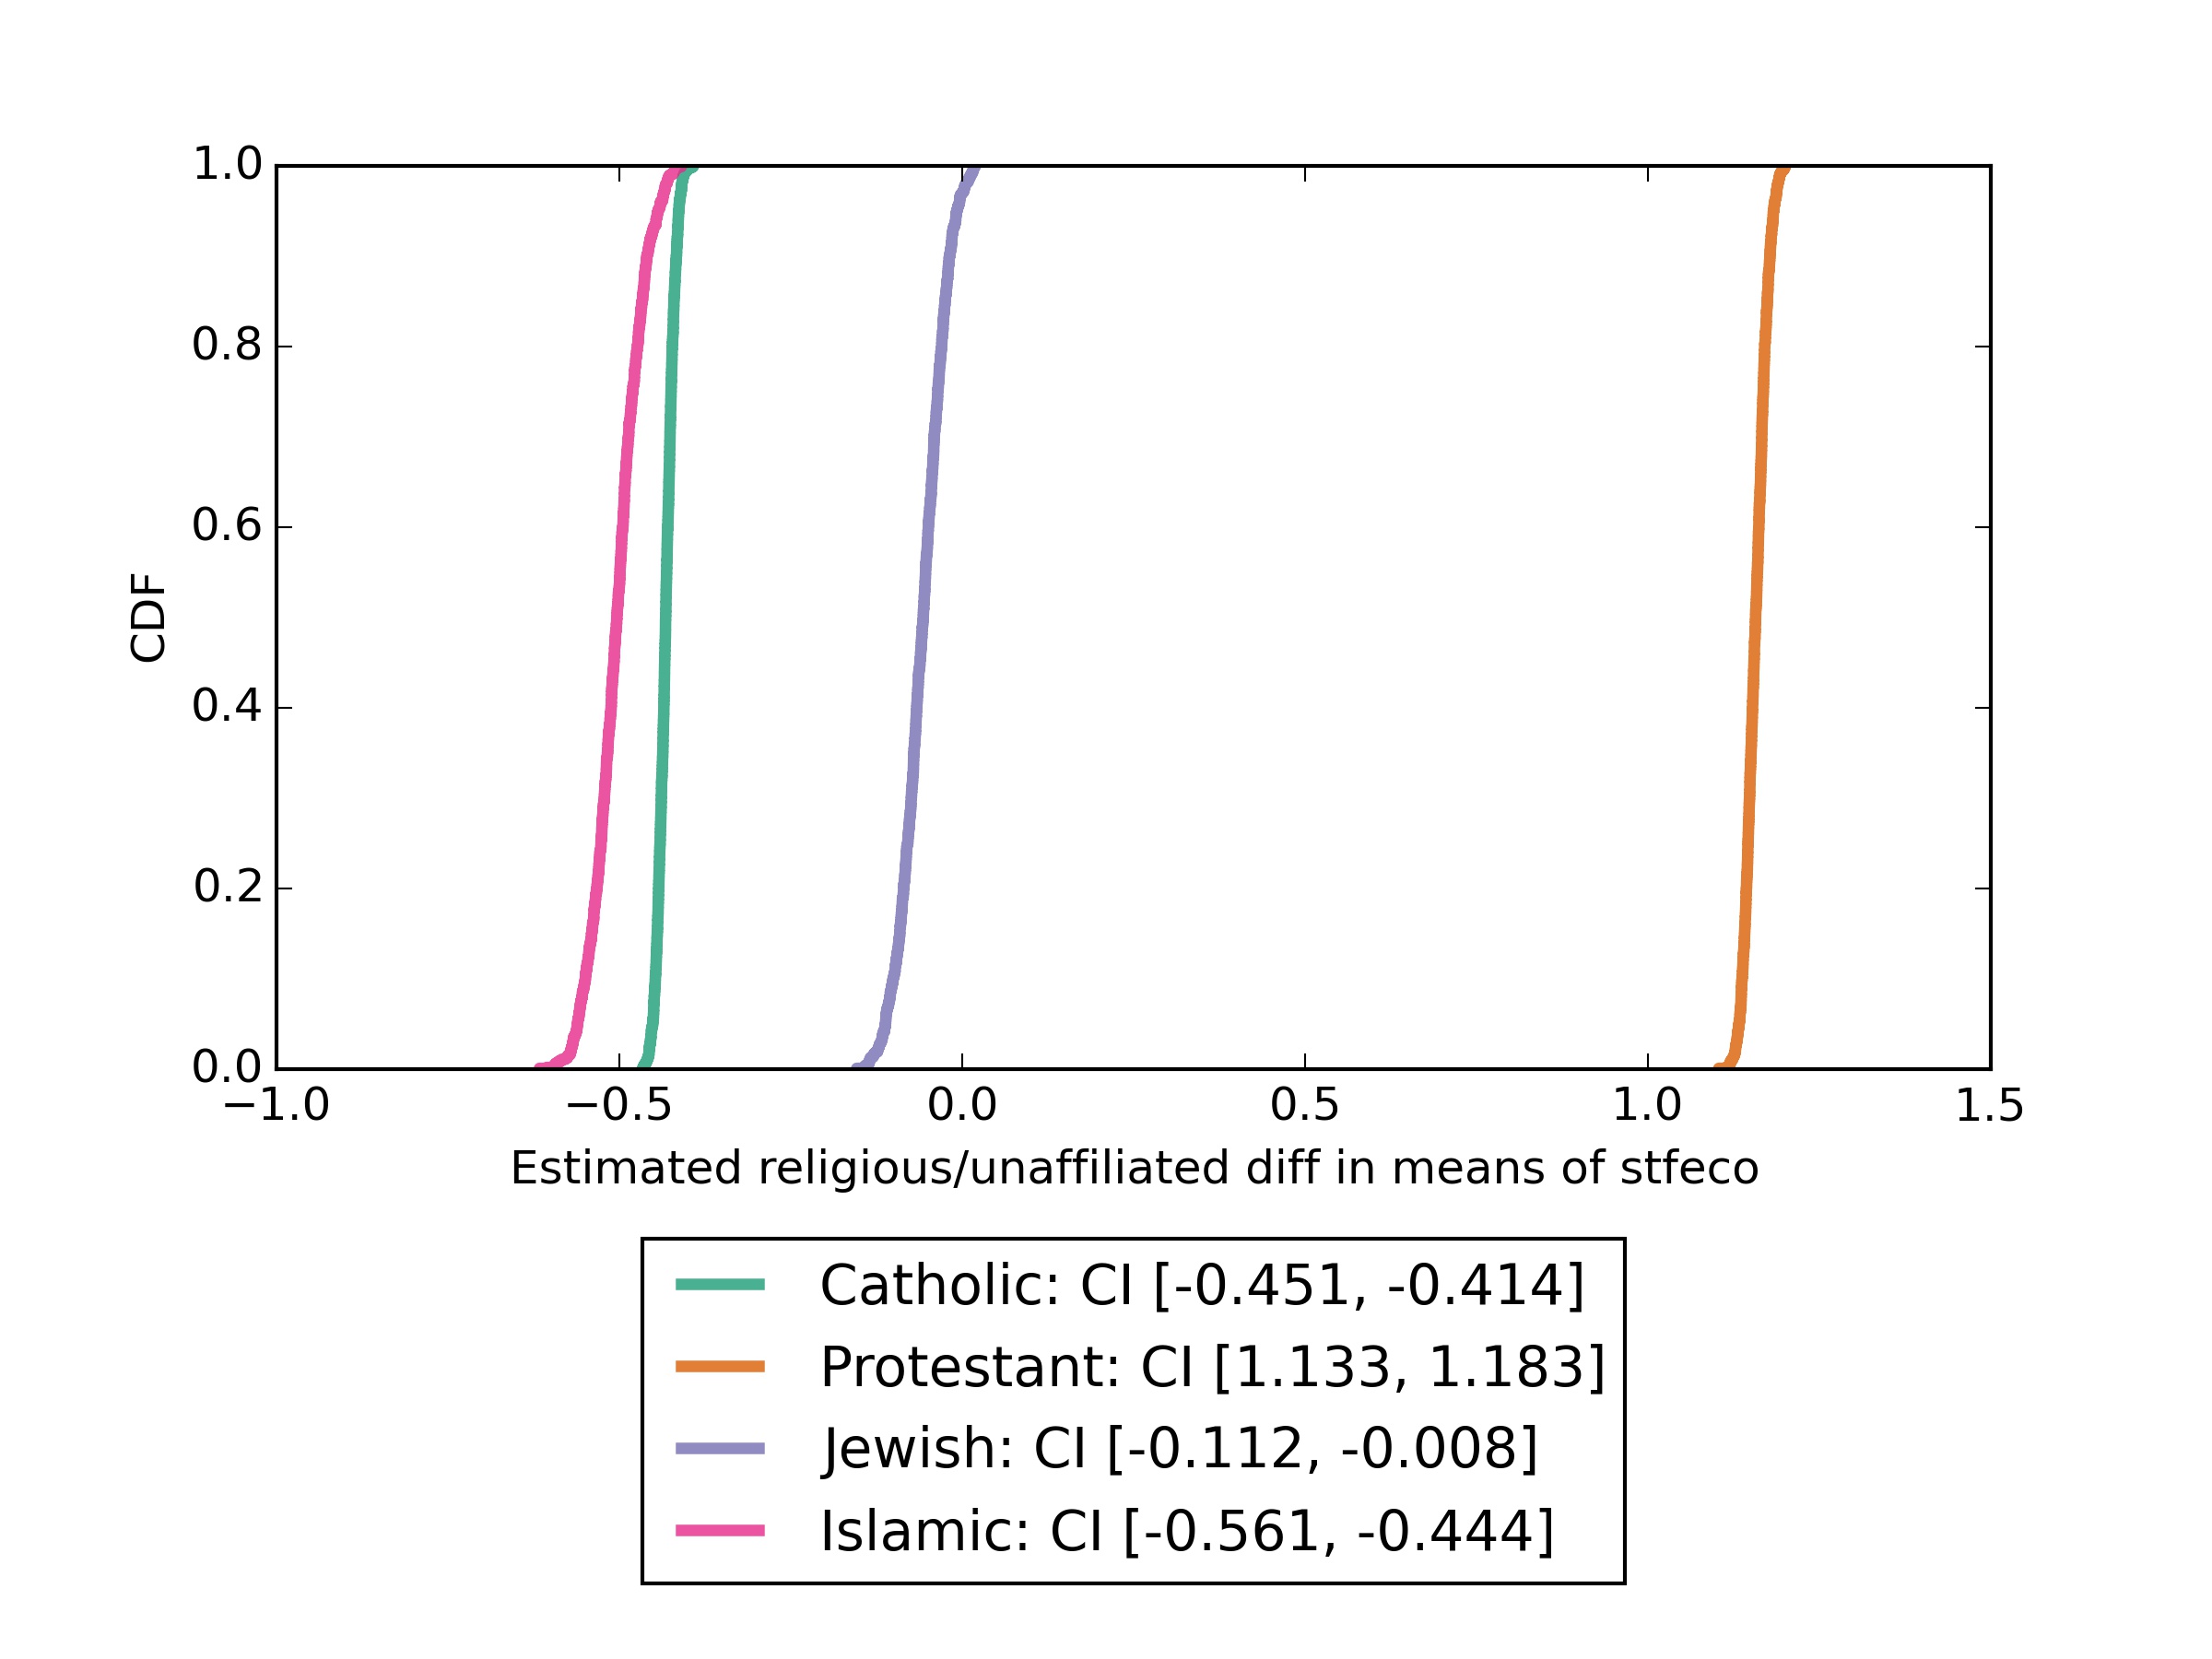 1.0
0.8
0.6
0.4
0.2
0.0
CDF
−1.0 −0.5 0.0 0.5 1.0 1.5
Estimated religious/unaffiliated diff in means of stfeco
Catholic: CI [-0.451, -0.414]
Protestant: CI [1.133, 1.183]
Jewish: CI [-0.112, -0.008]
Islamic: CI [-0.561, -0.444]